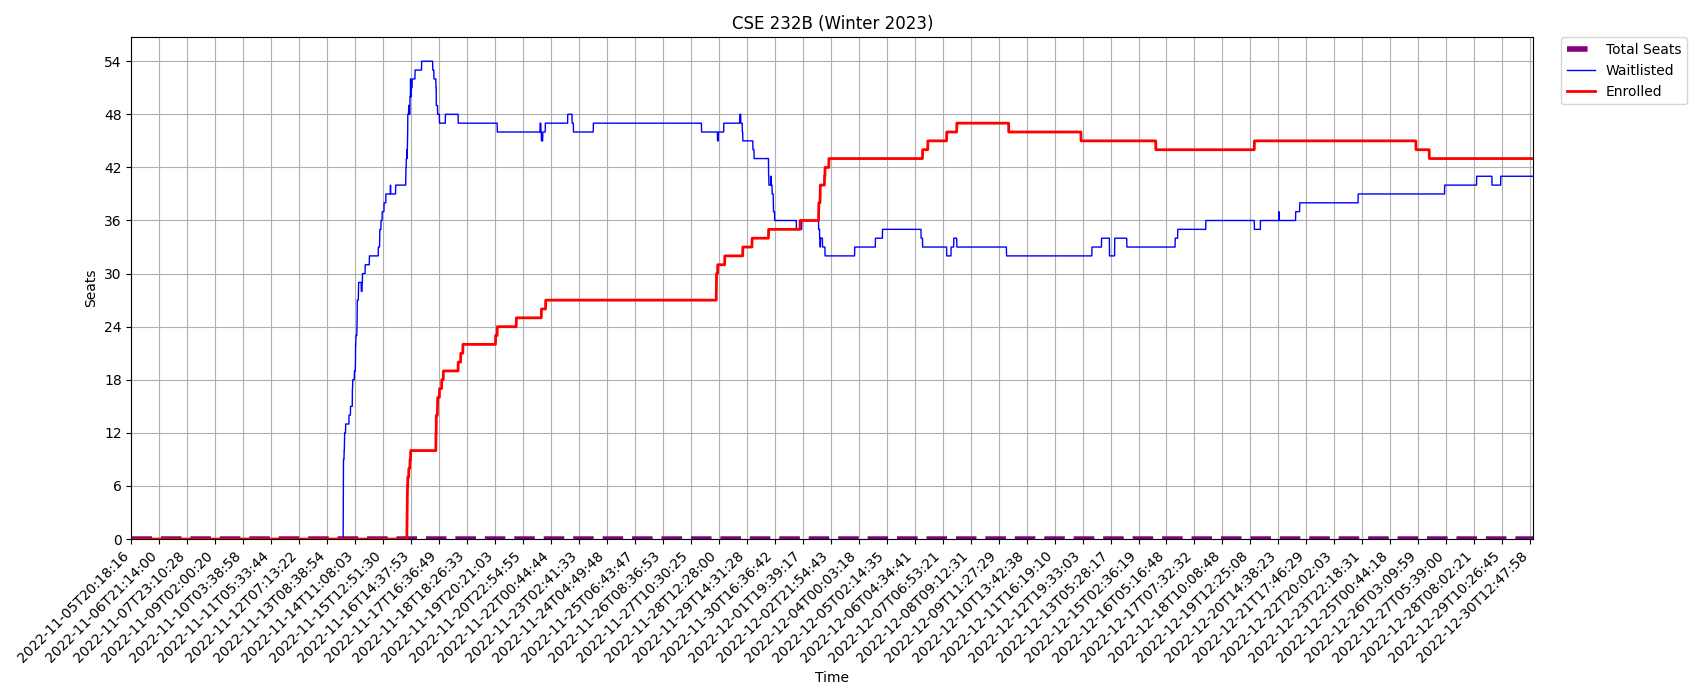 CSE 232B (Winter 2023)
Total Seats
Waitlisted
Enrolled
54
48
42
36
30
24
18
12
6
0
Seats
2022-11-05T20:18:16
2022-11-06T21:14:00
2022-11-07T23:10:28
2022-11-09T02:00:20
2022-11-10T03:38:58
2022-11-11T05:33:44
2022-11-12T07:13:22
2022-11-13T08:38:54
2022-11-14T11:08:03
2022-11-15T12:51:30
2022-11-16T14:37:53
2022-11-17T16:36:49
2022-11-18T18:26:33
2022-11-19T20:21:03
2022-11-20T22:54:55
2022-11-22T00:44:44
2022-11-23T02:41:33
2022-11-24T04:49:48
2022-11-25T06:43:47
2022-11-26T08:36:53
2022-11-27T10:30:25
2022-11-28T12:28:00
2022-11-29T14:31:28
2022-11-30T16:36:42
2022-12-01T19:39:17
2022-12-02T21:54:43
2022-12-04T00:03:18
2022-12-05T02:14:35
2022-12-06T04:34:41
2022-12-07T06:53:21
2022-12-08T09:12:31
2022-12-09T11:27:29
2022-12-10T13:42:38
2022-12-11T16:19:10
2022-12-12T19:33:03
2022-12-13T05:28:17
2022-12-15T02:36:19
2022-12-16T05:16:48
2022-12-17T07:32:32
2022-12-18T10:08:48
2022-12-19T12:25:08
2022-12-20T14:38:23
2022-12-21T17:46:29
2022-12-22T20:02:03
2022-12-23T22:18:31
2022-12-25T00:44:18
2022-12-26T03:09:59
2022-12-27T05:39:00
2022-12-28T08:02:21
2022-12-29T10:26:45
2022-12-30T12:47:58
Time